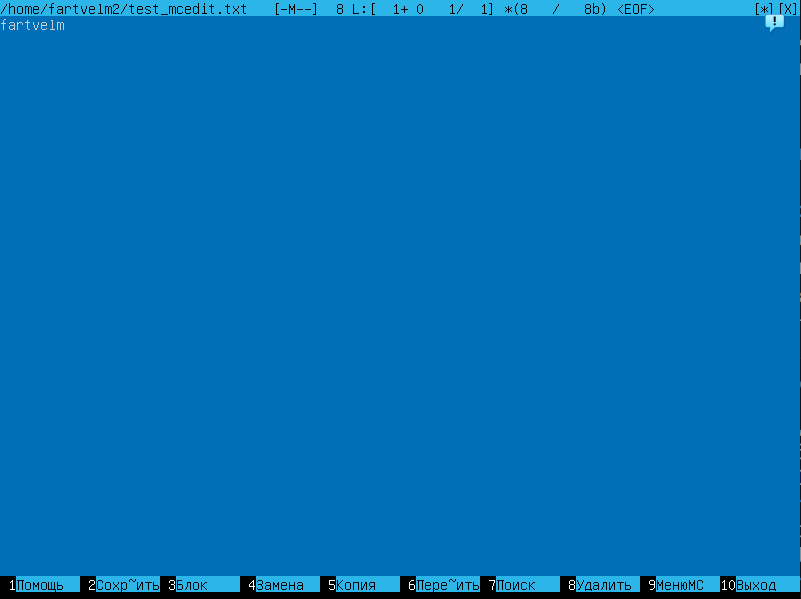 /home/fartvelm2/test_mcedit.txt   [-M--]  8 L:[  1+ 0   1/  1] *(8   /   8b) <EOF>            [*][X]
fartvelm
1Помощь  2Сохр~ить 3Блок    4Замена  5Копия   6Пере~ить 7Поиск   8Удалить 9МенюMC 10Выход